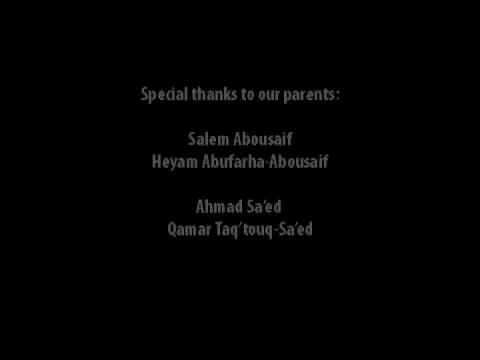 Special thanks to our parents:
Salem Abousaif
Heyam Abufarha-Abousaif
Ahmad Sa'ed
Qamar Taq'touq-Sa'ed